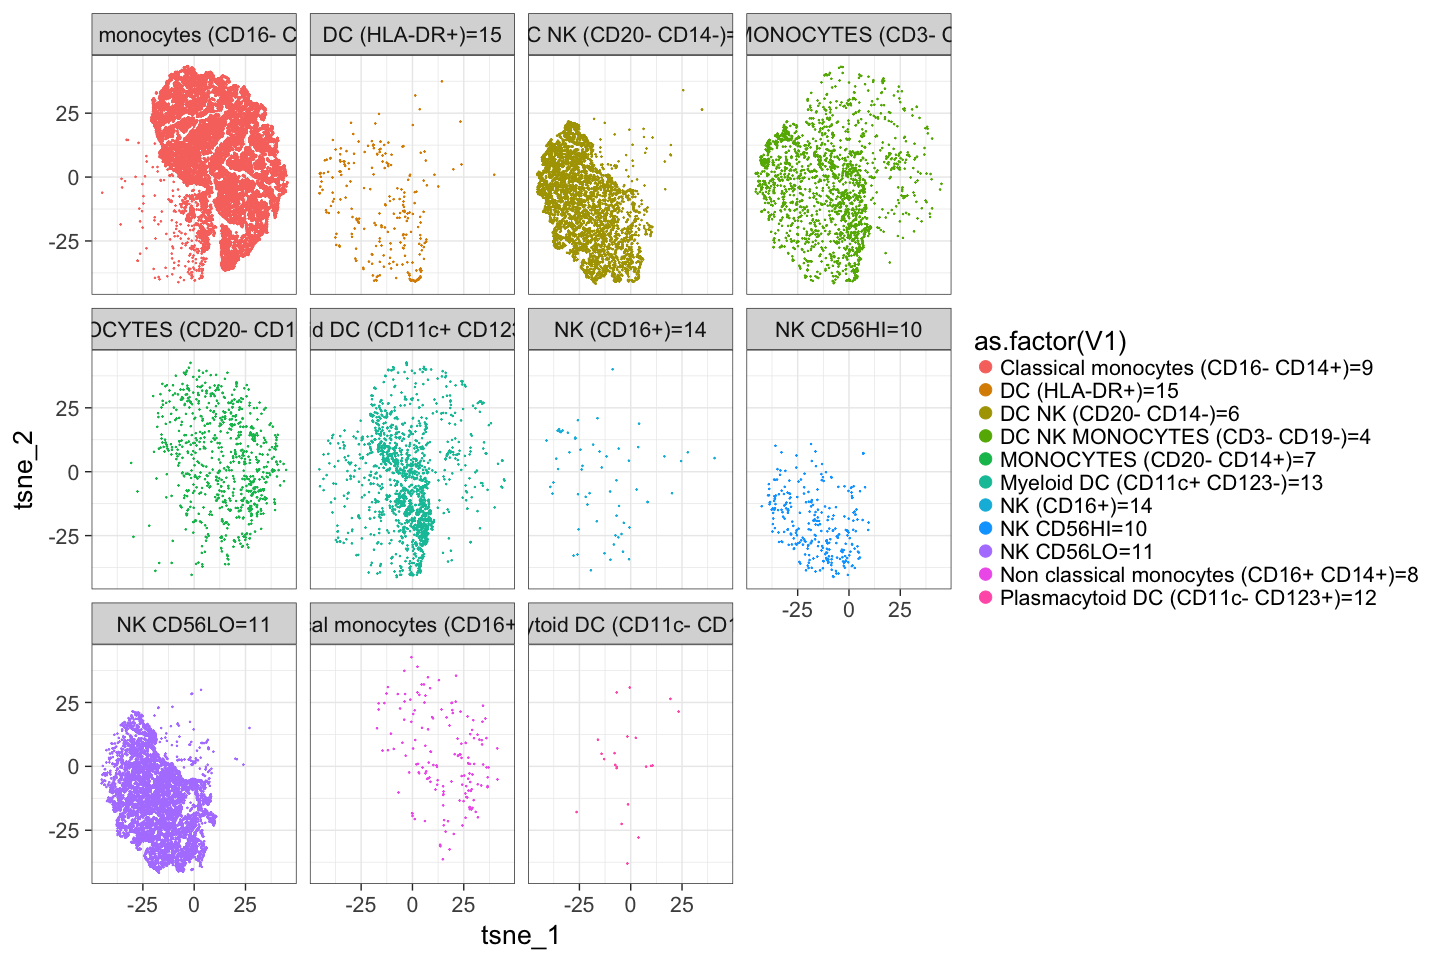 monocytes (CD16- C
DC (HLA-DR+)=15
C NK (CD20- CD14-)=
MONOCYTES (CD3- C
25
0
-25
OCYTES (CD20- CD1
d DC (CD11c+ CD123
NK (CD16+)=14
NK CD56HI=10
25
0
-25
-25 0 25
NK CD56LO=11
cal monocytes (CD16+
ytoid DC (CD11c- CD1
25
0
-25
-25 0 25
-25 0 25
-25 0 25
tsne_1
tsne_2
as.factor(V1)
Classical monocytes (CD16- CD14+)=9
DC (HLA-DR+)=15
DC NK (CD20- CD14-)=6
DC NK MONOCYTES (CD3- CD19-)=4
MONOCYTES (CD20- CD14+)=7
Myeloid DC (CD11c+ CD123-)=13
NK (CD16+)=14
NK CD56HI=10
NK CD56LO=11
Non classical monocytes (CD16+ CD14+)=8
Plasmacytoid DC (CD11c- CD123+)=12